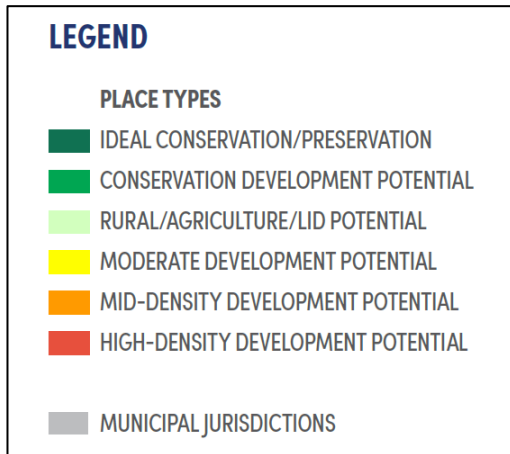 LEGEND
PLACE TYPES
IDEAL CONSERVATION/PRESERVATION
CONSERVATION DEVELOPMENT POTENTIAL
RURAL/AGRICULTURE/LID POTENTIAL
MODERATE DEVELOPMENT POTENTIAL
MID-DENSITY DEVELOPMENT POTENTIAL
HIGH-DENSITY DEVELOPMENT POTENTIAL
MUNICIPAL JURISDICTIONS